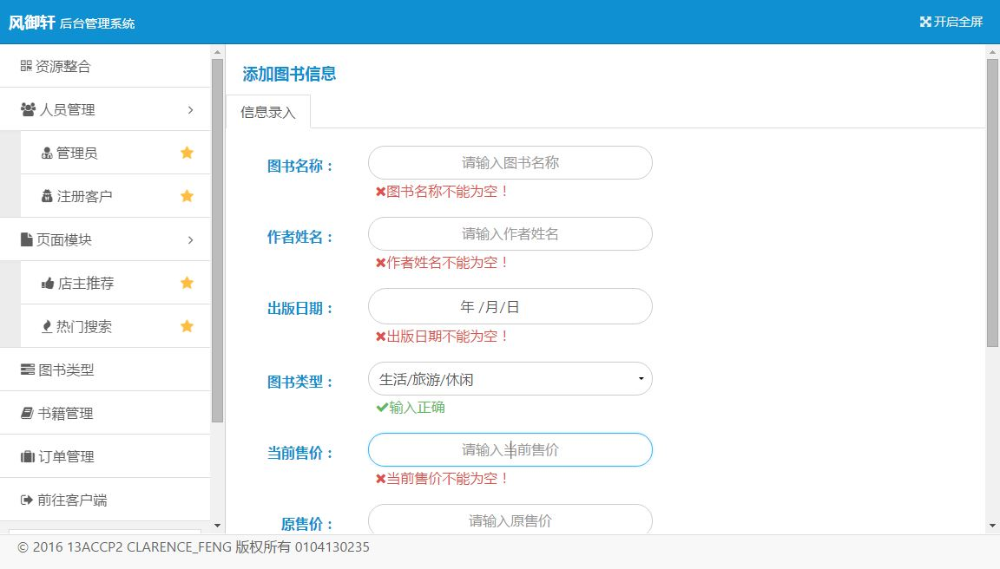 风御轩 后台管理系统
开启全屏
资源整合
人员管理
管理员
注册客户
页面模块
店主推荐
热门搜索
图书类型
书籍管理
订单管理
前往客户端
添加图书信息
信息录入
图书名称：
请输入图书名称
图书名称不能为空！
作者姓名：
请输入作者姓名
作者姓名不能为空！
出版日期：
年 /月/日
出版日期不能为空！
图书类型：
生活/旅游/休闲
输入正确
当前售价：
请输入当前售价
当前售价不能为空！
原售价：
请输入原售价
© 2016 13ACCP2 CLARENCE_FENG 版权所有 0104130235